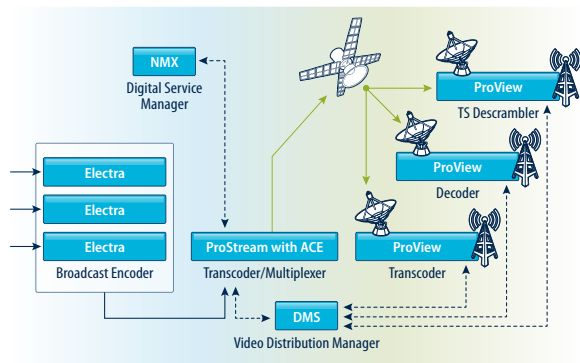 NMX
Digital Service
Manager
ProView
TS Descrambler
Electra
ProView
Decoder
Electra
Electra
Broadcast Encoder
ProStream with ACE
Transcoder/Multiplexer
ProView
Transcoder
DMS
Video Distribution Manager